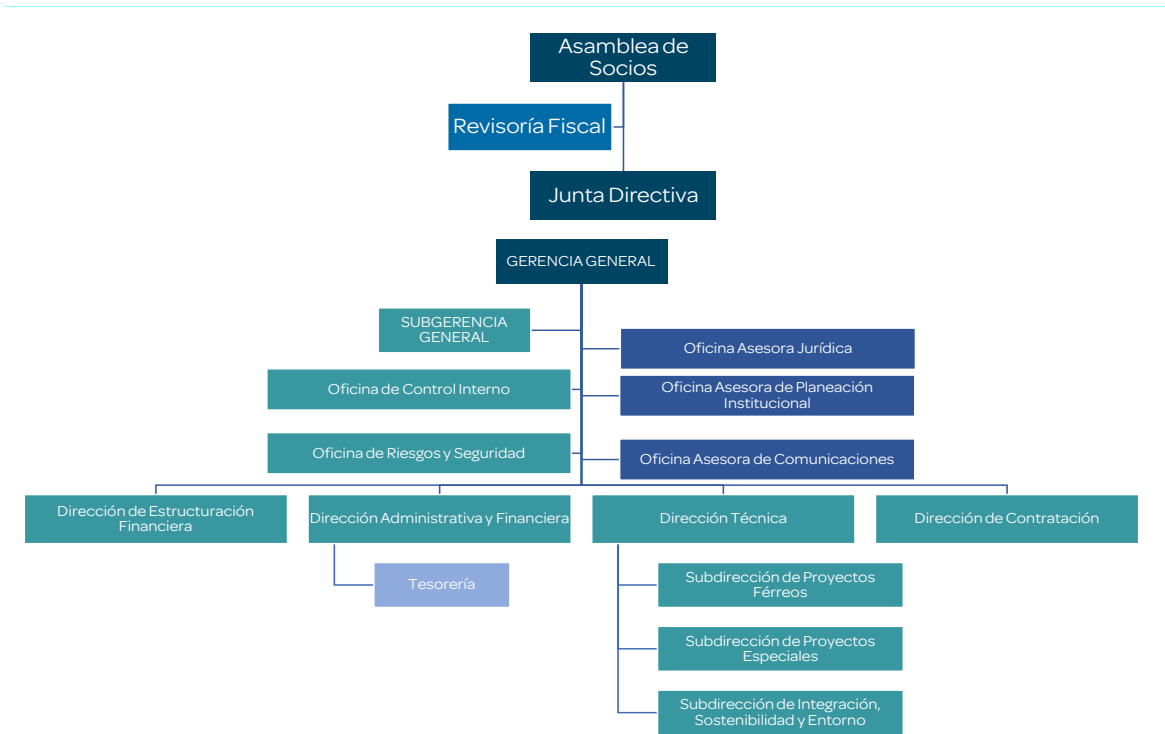 Asamblea de
Socios
Revisoría Fiscal
Junta Directiva
GERENCIA GENERAL
SUBGERENCIA
GENERAL
Oficina Asesora Jurídica
Oficina de Control Interno
Oficina Asesora de Planeación
Institucional
Oficina de Riesgos y Seguridad
Oficina Asesora de Comunicaciones
Dirección de Estructuración
Financiera
Dirección Administrativa y Financiera
Dirección Técnica
Dirección de Contratación
Tesorería
Subdirección de Proyectos
Férreos
Subdirección de Proyectos
Especiales
Subdirección de Integración,
Sostenibilidad y Entorno